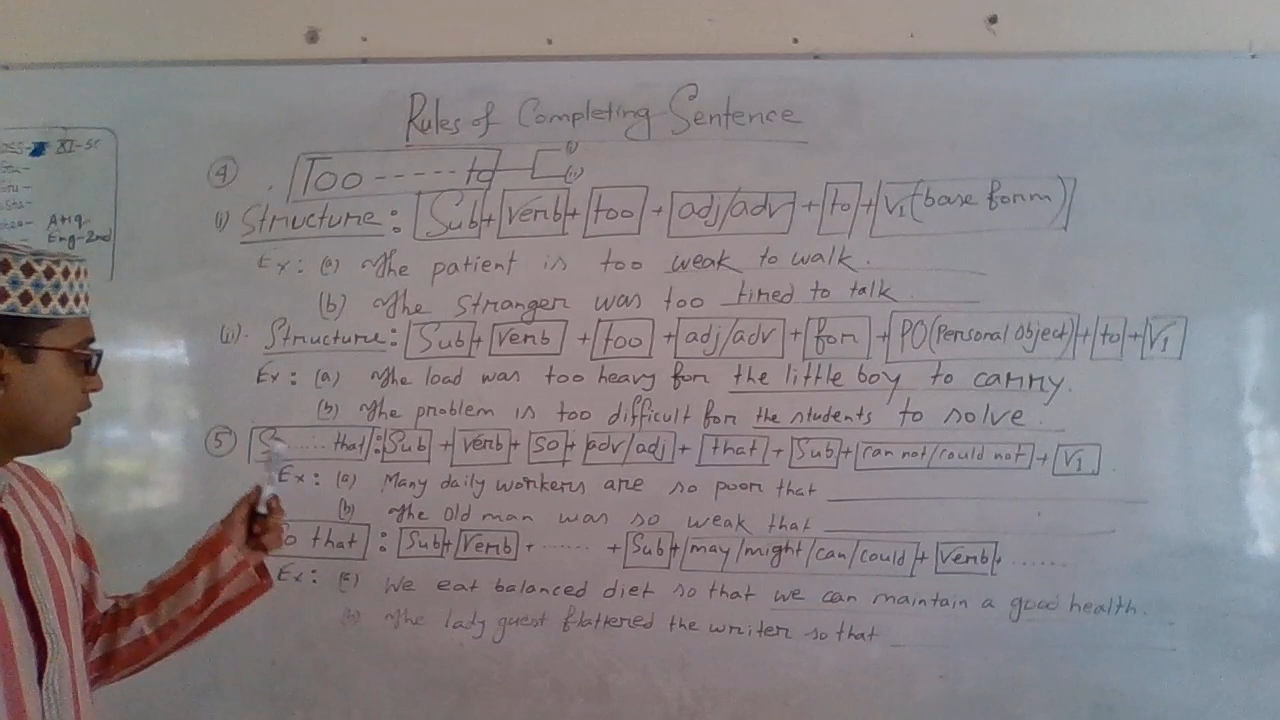 XI-SC
Atiq
Eng-2nd
Rules of Completing Sentence
④ Too ----- to (i) (ii)
(i) Structure: Sub + Verb + too + adj/adv + to + V₁ (base form)
Ex: (a) The patient is too weak to walk.
(b) The stranger was too tired to talk.
(ii). Structure: Sub + Verb + too + adj/adv + for + PO (Personal Object) + to + V₁
Ex: (a) The load was too heavy for the little boy to carry.
(b) The problem is too difficult for the students to solve.
⑤ So ...... that: Sub + verb + so + adv/adj + that + Sub + can not/could not + V₁
Ex: (a) Many daily workers are so poor that
(b) The old man was so weak that
So that: Sub + Verb + ...... + Sub + may/might/can/could + verb + ......
Ex: (a) We eat balanced diet so that we can maintain a good health.
(b) The lady guest flattered the writer so that